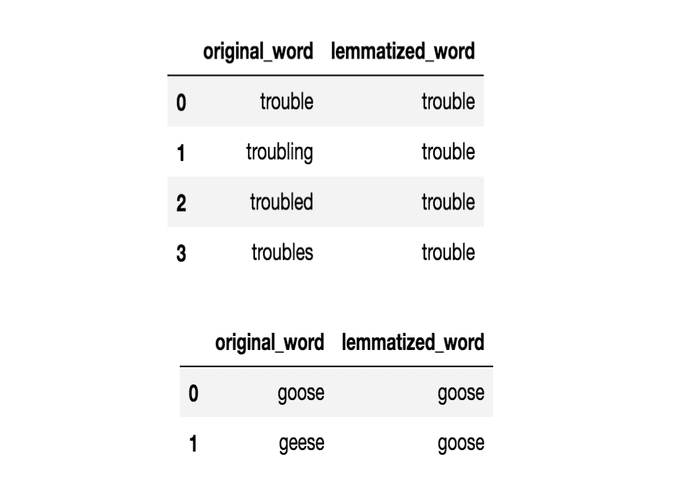 original_word lemmatized_word
0 trouble trouble
1 troubling trouble
2 troubled trouble
3 troubles trouble
original_word lemmatized_word
0 goose goose
1 geese goose